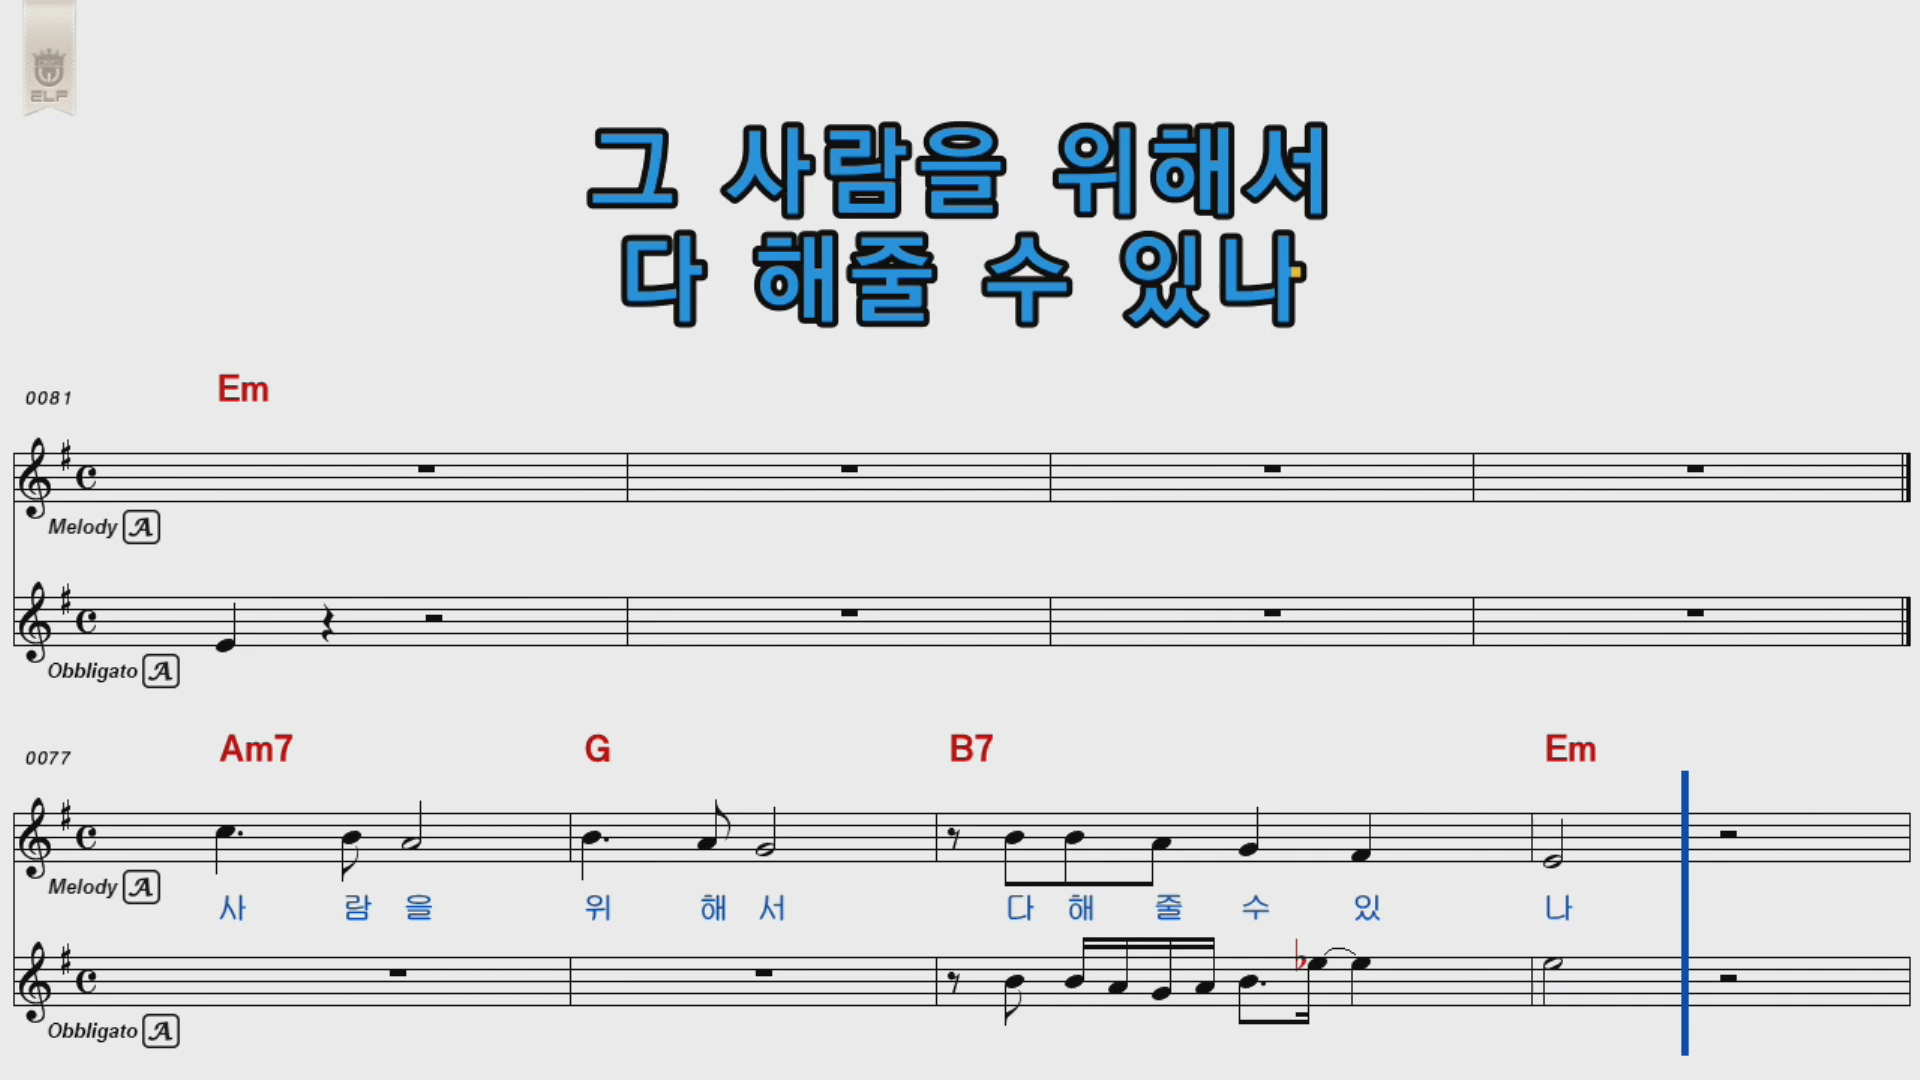 ELF
그 사람을 위해서
다 해줄 수 있나
0081 Em
Melody A
Obbligato A
0077 Am7 G B7 Em
Melody A
사 람 을 위 해 서 다 해 줄 수 있 나
Obbligato A